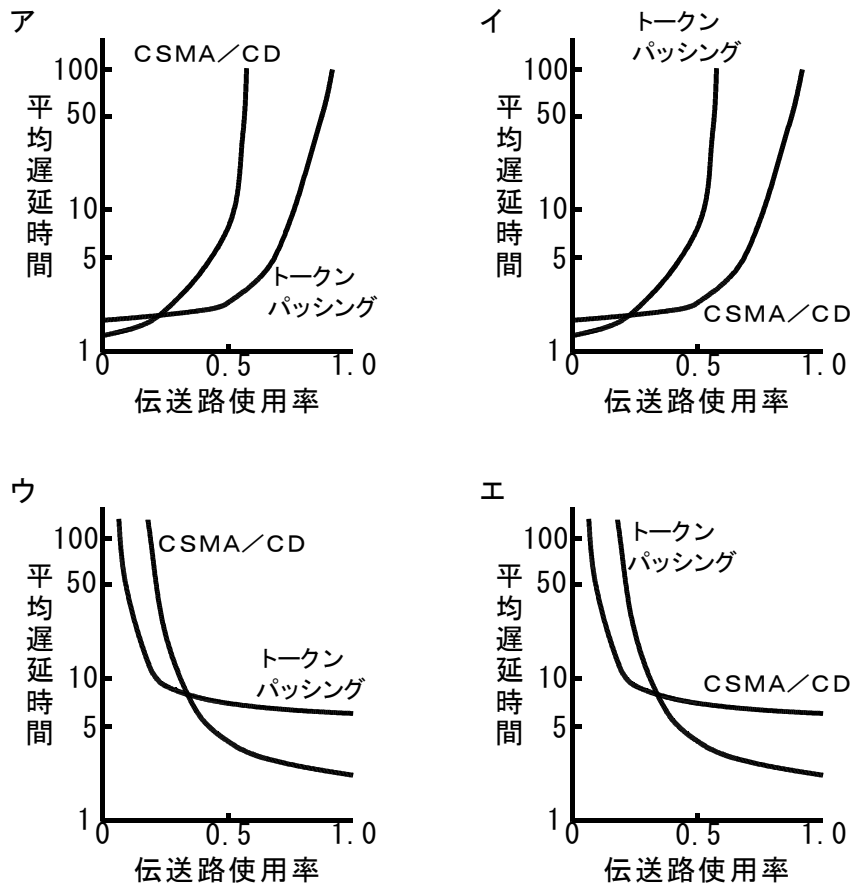 ア
CSMA/CD
100
50
10
5
1
平均遅延時間
トークン
パッシング
0
0.5
1.0
伝送路使用率
イ
トークン
パッシング
100
50
10
5
1
平均遅延時間
CSMA/CD
0
0.5
1.0
伝送路使用率
ウ
100
50
10
5
1
平均遅延時間
CSMA/CD
トークン
パッシング
0
0.5
1.0
伝送路使用率
エ
トークン
パッシング
100
50
10
5
1
平均遅延時間
CSMA/CD
0
0.5
1.0
伝送路使用率